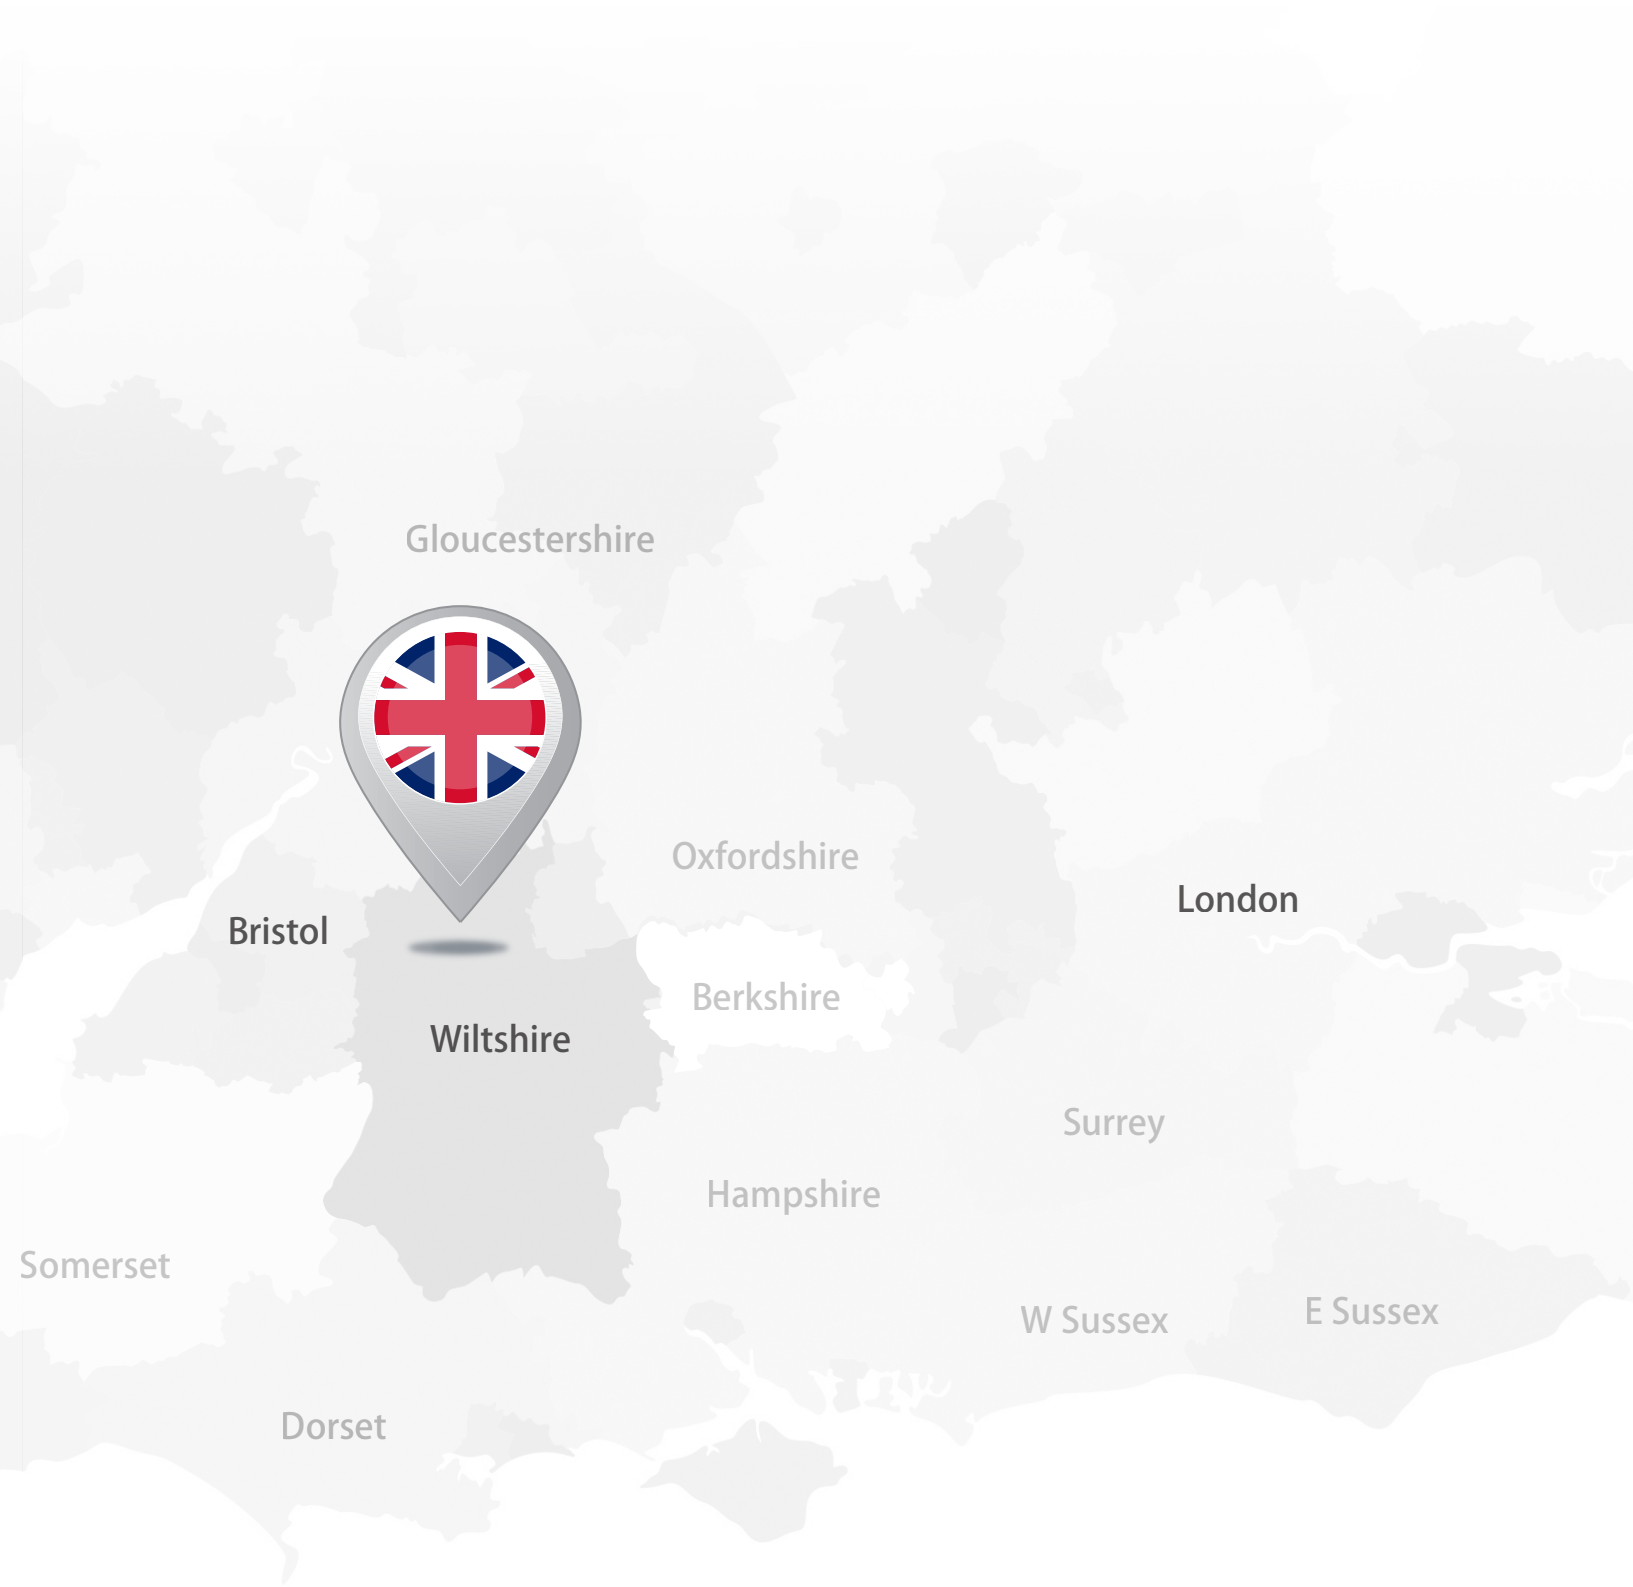 Gloucestershire
Oxfordshire
London
Bristol
Berkshire
Wiltshire
Surrey
Hampshire
Somerset
E Sussex
W Sussex
Dorset